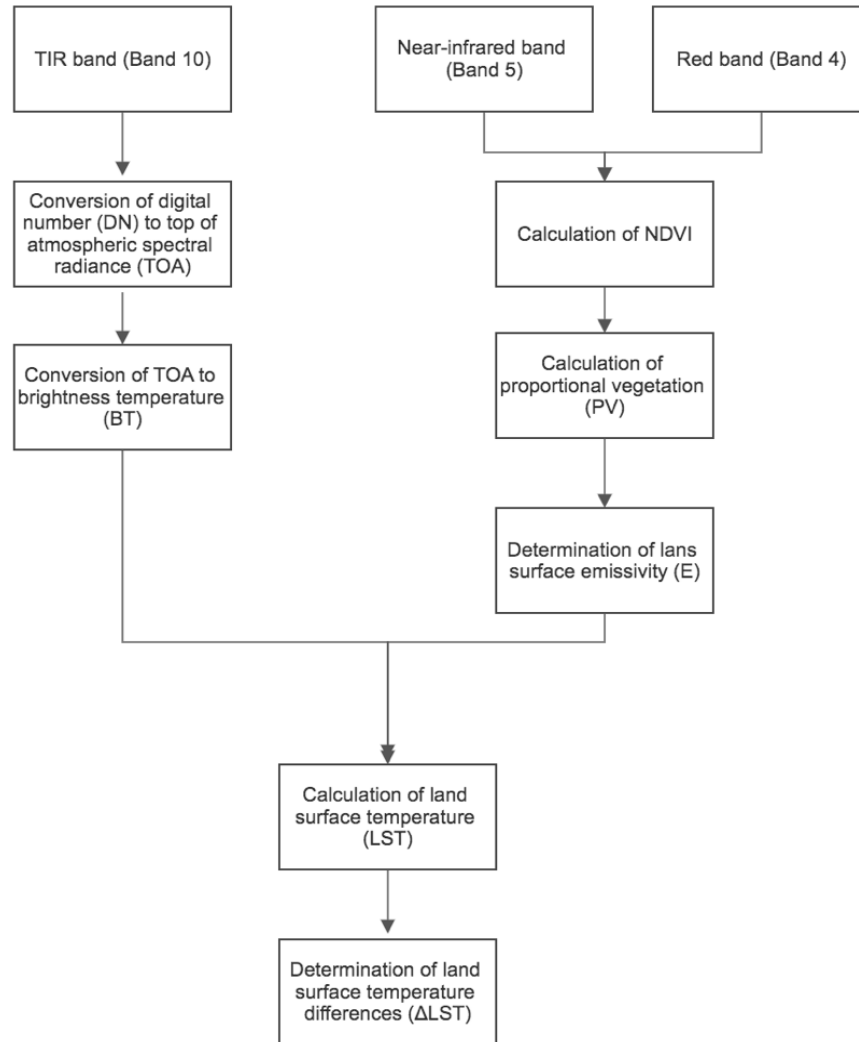 TIR band (Band 10)
Near-infrared band
(Band 5)
Red band (Band 4)
Conversion of digital
number (DN) to top of
atmospheric spectral
radiance (TOA)
Calculation of NDVI
Conversion of TOA to
brightness temperature
(BT)
Calculation of
proportional vegetation
(PV)
Determination of lans
surface emissivity (E)
Calculation of land
surface temperature
(LST)
Determination of land
surface temperature
differences (ΔLST)